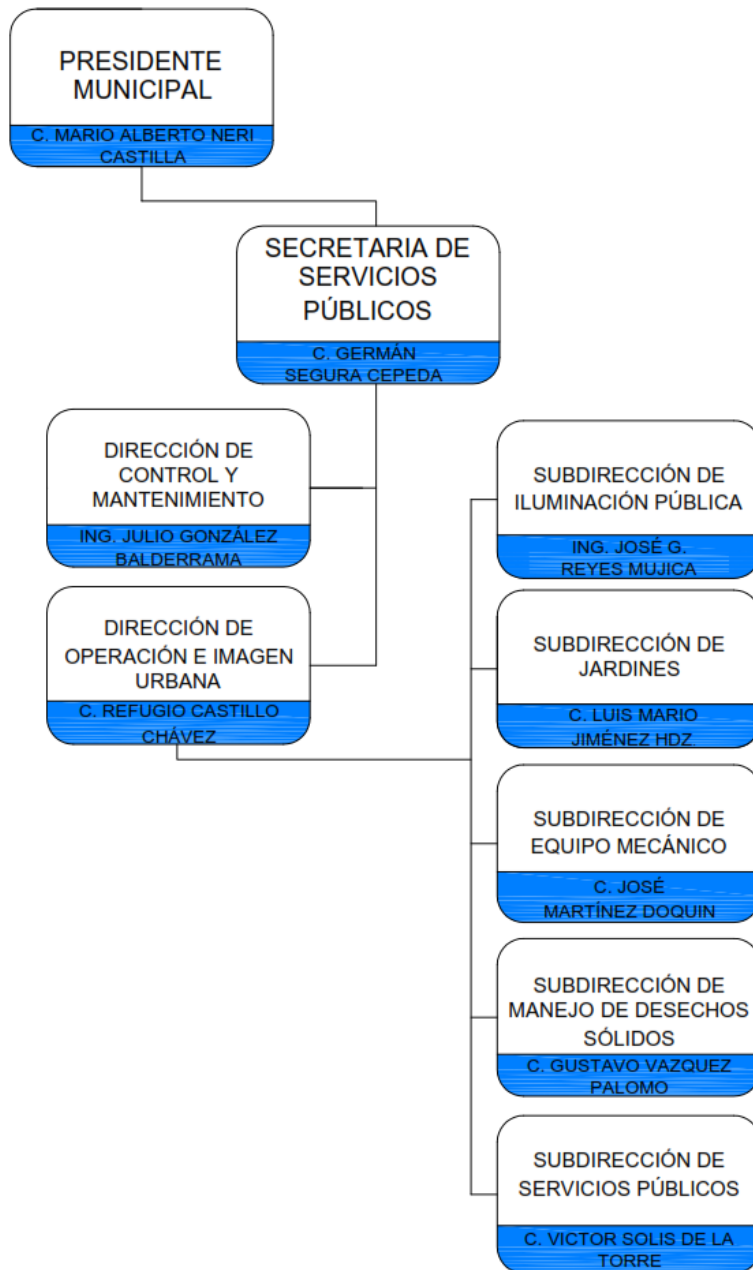 PRESIDENTE
MUNICIPAL
C. MARIO ALBERTO NERI
CASTILLA
SECRETARIA DE
SERVICIOS
PÚBLICOS
C. GERMÁN
SEGURA CEPEDA
DIRECCIÓN DE
CONTROL Y
MANTENIMIENTO
ING. JULIO GONZÁLEZ
BALDERRAMA
DIRECCIÓN DE
OPERACIÓN E IMAGEN
URBANA
C. REFUGIO CASTILLO
CHÁVEZ
SUBDIRECCIÓN DE
ILUMINACIÓN PÚBLICA
ING. JOSÉ G.
REYES MUJICA
SUBDIRECCIÓN DE
JARDINES
C. LUIS MARIO
JIMÉNEZ HDZ.
SUBDIRECCIÓN DE
EQUIPO MECÁNICO
C. JOSÉ
MARTÍNEZ DOQUIN
SUBDIRECCIÓN DE
MANEJO DE DESECHOS
SÓLIDOS
C. GUSTAVO VAZQUEZ
PALOMO
SUBDIRECCIÓN DE
SERVICIOS PÚBLICOS
C. VICTOR SOLIS DE LA
TORRE